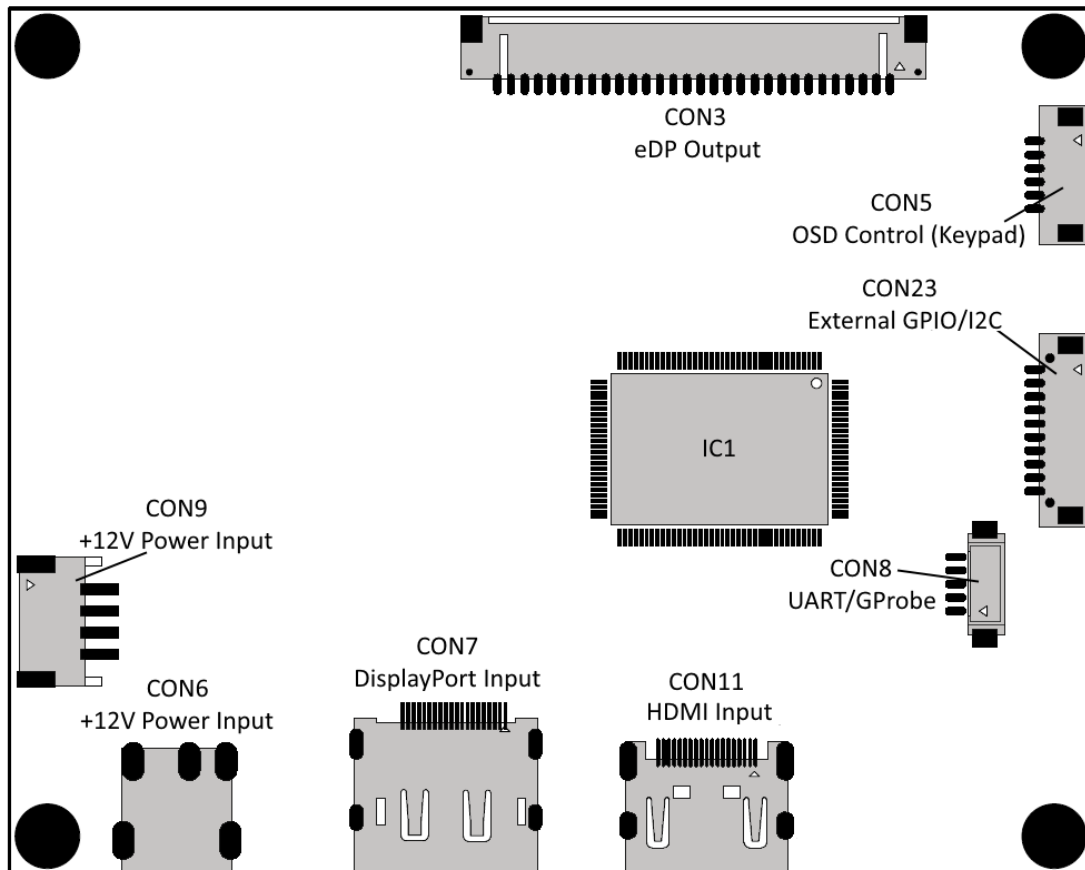 CON3
eDP Output
CON5
OSD Control (Keypad)
CON23
External GPIO/I2C
IC1
CON9
+12V Power Input
CON8
UART/GProbe
CON7
DisplayPort Input
CON11
HDMI Input
CON6
+12V Power Input